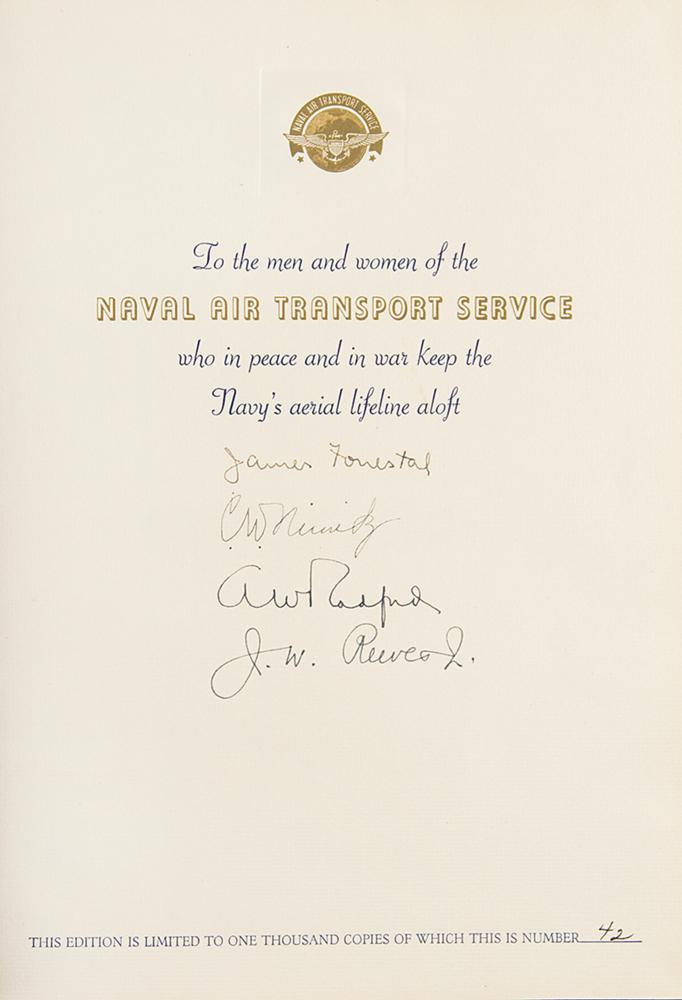 NAVAL AIR TRANSPORT SERVICE
To the men and women of the
NAVAL AIR TRANSPORT SERVICE
who in peace and in war keep the
Navy's aerial lifeline aloft
James Forrestal
C.W. Nimitz
A W Radford
J. W. Reeves Jr.
THIS EDITION IS LIMITED TO ONE THOUSAND COPIES OF WHICH THIS IS NUMBER 42